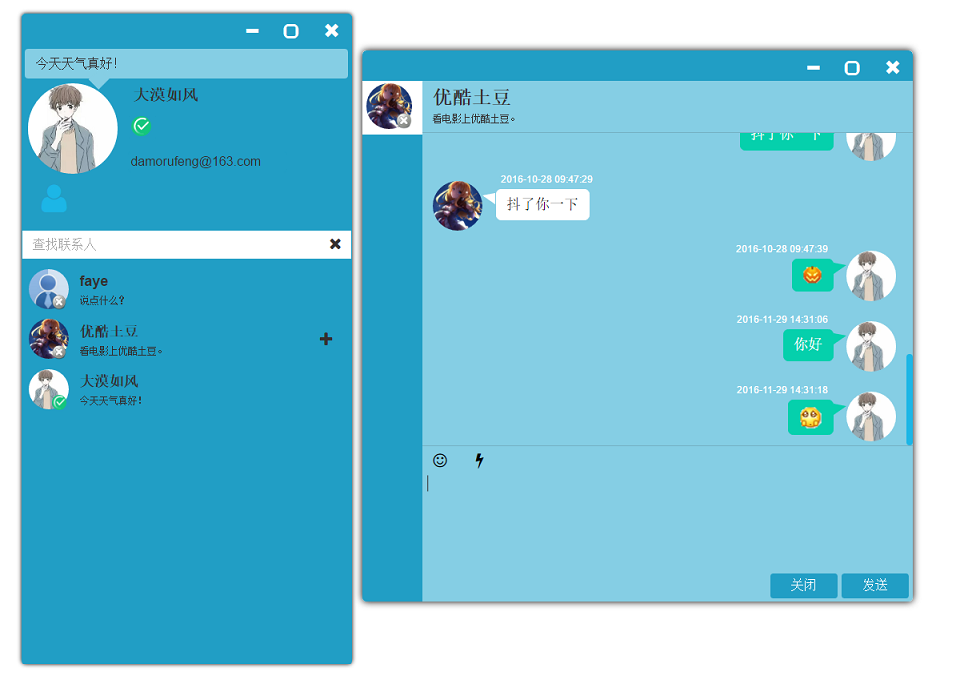 今天天气真好!
大漠如风
damorufeng@163.com
查找联系人
faye
说点什么?
优酷土豆
看电影上优酷土豆。
大漠如风
今天天气真好!
优酷土豆
看电影上优酷土豆。
抖了你一下
2016-10-28 09:47:29
抖了你一下
2016-10-28 09:47:39
2016-11-29 14:31:06
你好
2016-11-29 14:31:18
关闭
发送